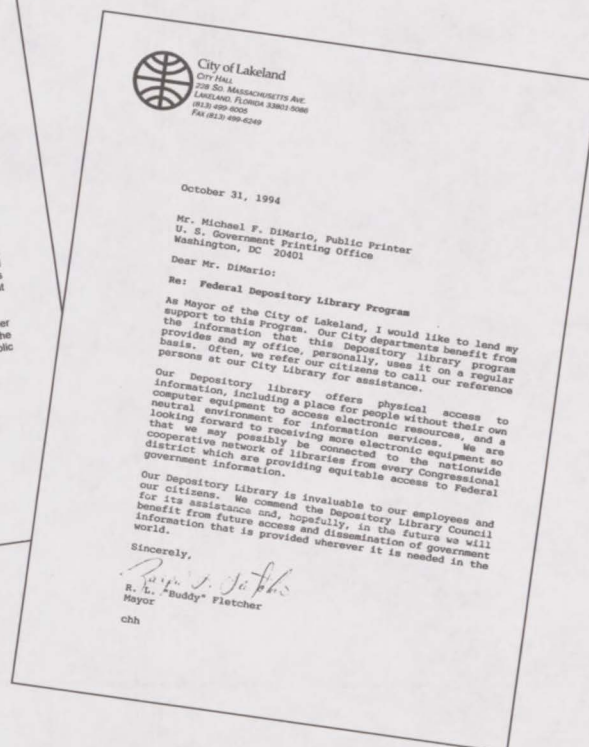 City of Lakeland
CITY HALL
228 SO. MASSACHUSETTS AVE.
LAKELAND, FLORIDA 33801-5086
(813) 499-6005
FAX (813) 499-6249
October 31, 1994
Mr. Michael F. DiMario, Public Printer
U. S. Government Printing Office
Washington, DC 20401
Dear Mr. DiMario:
Re: Federal Depository Library Program
As Mayor of the City of Lakeland, I would like to lend my
support to this Program. Our City departments benefit from
the information that this Depository library program
provides and my office, personally, uses it on a regular
basis. Often, we refer our citizens to call our reference
persons at our City Library for assistance.
Our Depository library offers physical access to
information, including a place for people without their own
computer equipment to access electronic resources, and a
neutral environment for information services. We are
looking forward to receiving more electronic equipment so
that we may possibly be connected to the nationwide
cooperative network of libraries from every Congressional
district which are providing equitable access to Federal
government information.
Our Depository Library is invaluable to our employees and
our citizens. We commend the Depository Library Council
for its assistance and, hopefully, in the future we will
benefit from future access and dissemination of government
information that is provided wherever it is needed in the
world.
Sincerely,
R. L. "Buddy" Fletcher
Mayor
chh